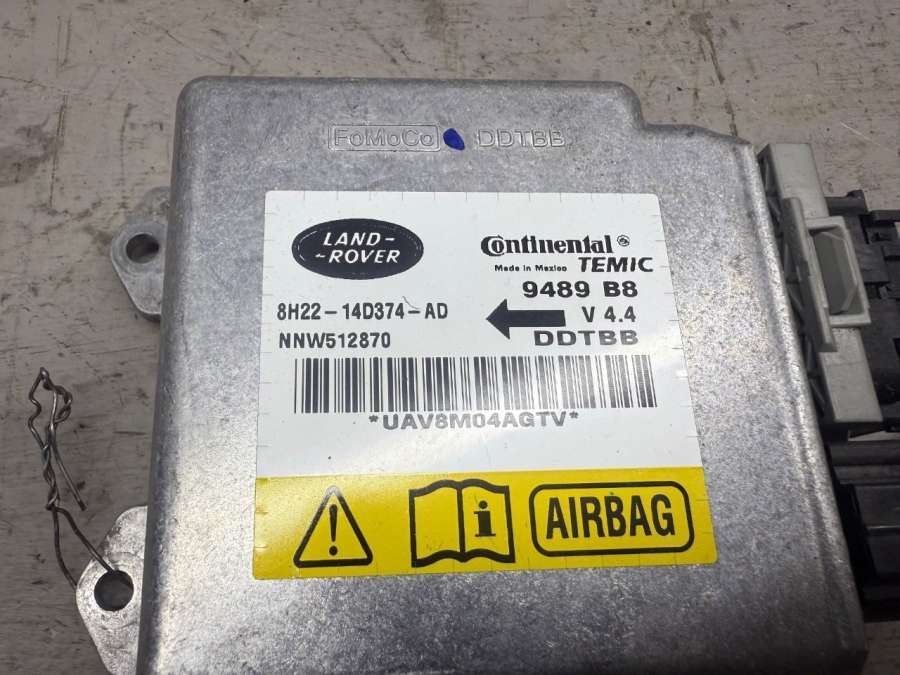 FoMoCo DDTBB
LAND-
~ROVER
Continental
Made in Mexico TEMIC
9489 B8
8H22-14D374-AD
V 4.4
NNW512870
DDTBB
*UAV8M04AGTV*
i
AIRBAG